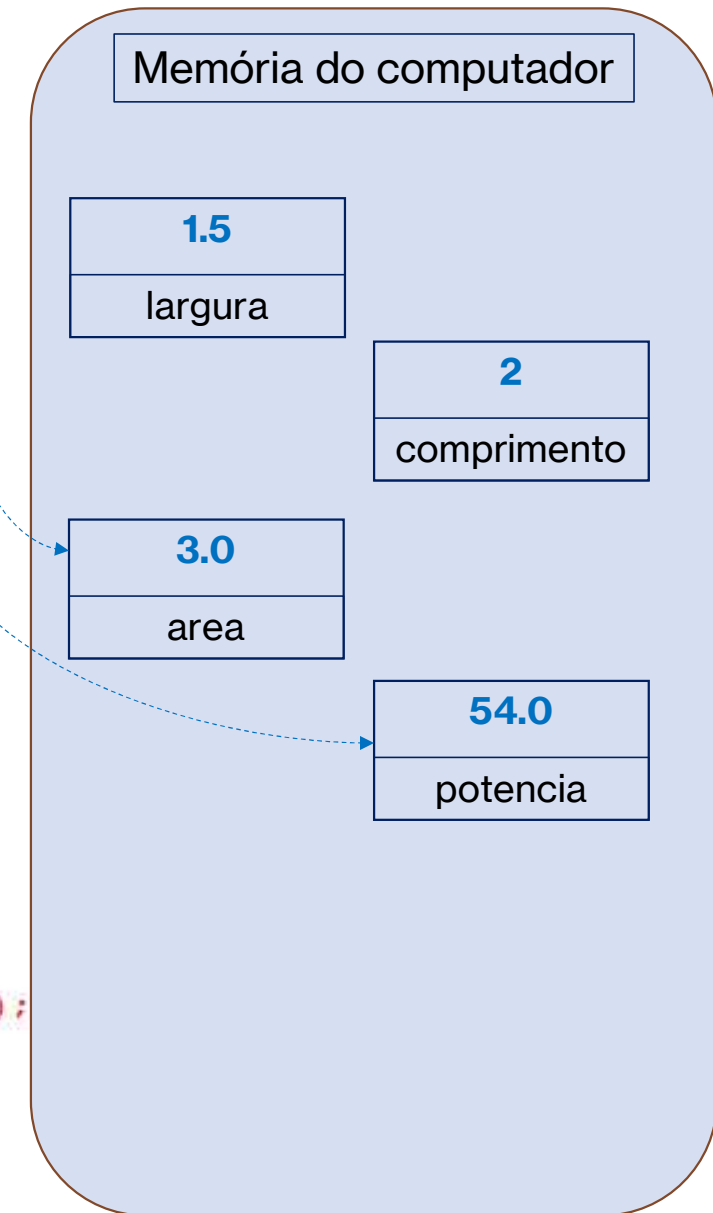 Memória do computador
1.5
largura
2
comprimento
3.0
area
54.0
potencia
);